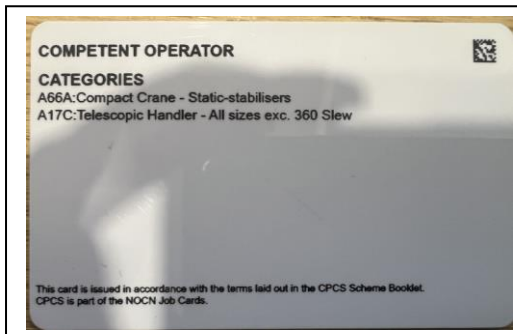 COMPETENT OPERATOR
CATEGORIES
A66A:Compact Crane - Static-stabilisers
A17C:Telescopic Handler - All sizes exc. 360 Slew
This card is issued in accordance with the terms laid out in the CPCS Scheme Booklet.
CPCS is part of the NOCN Job Cards.